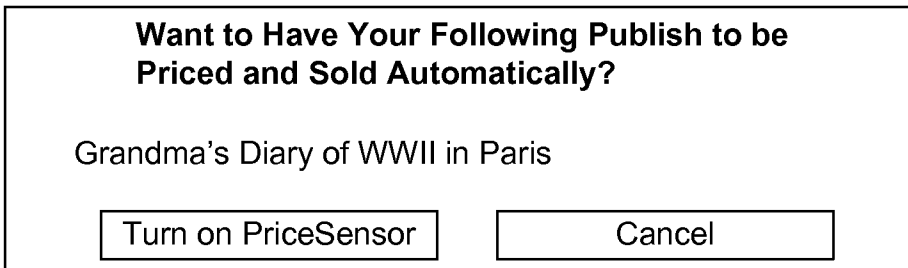 Want to Have Your Following Publish to be
Priced and Sold Automatically?
Grandma's Diary of WWII in Paris
Turn on PriceSensor Cancel